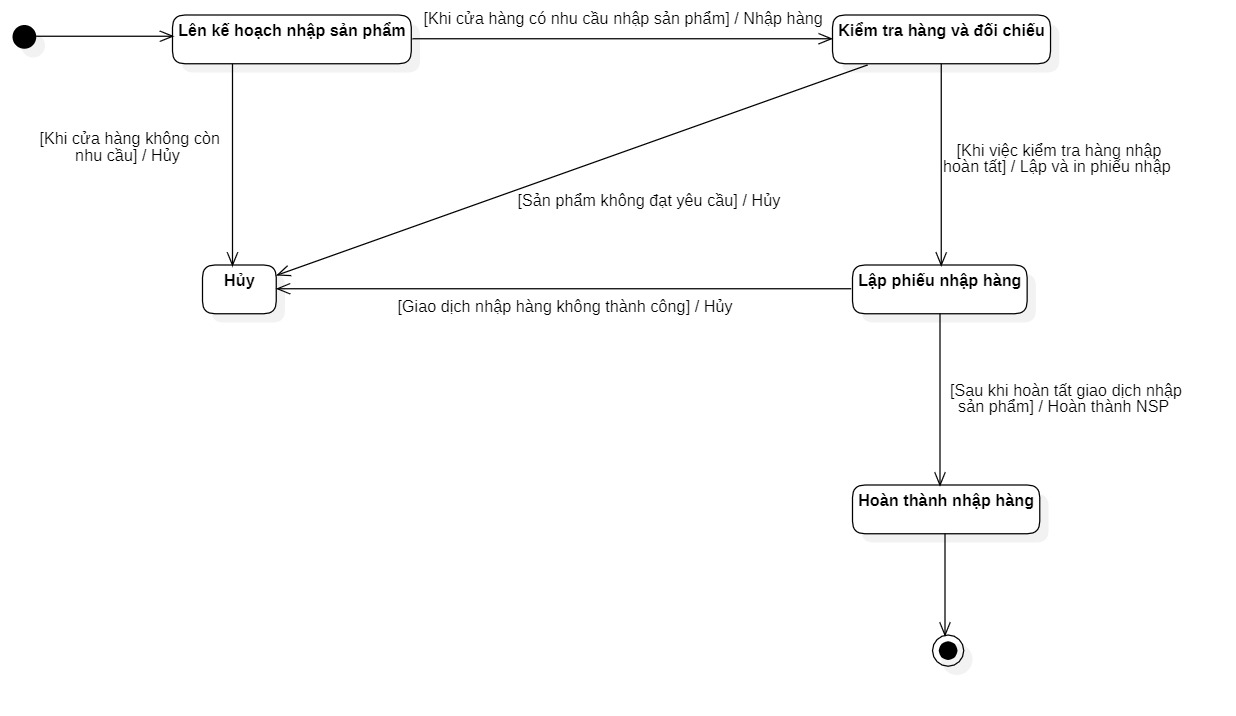 Lên kế hoạch nhập sản phẩm
[Khi cửa hàng có nhu cầu nhập sản phẩm] / Nhập hàng
Kiểm tra hàng và đối chiếu
[Khi cửa hàng không còn
nhu cầu] / Hủy
[Khi việc kiểm tra hàng nhập
hoàn tất] / Lập và in phiếu nhập
[Sản phẩm không đạt yêu cầu] / Hủy
Hủy
Lập phiếu nhập hàng
[Giao dịch nhập hàng không thành công] / Hủy
[Sau khi hoàn tất giao dịch nhập
sản phẩm] / Hoàn thành NSP
Hoàn thành nhập hàng